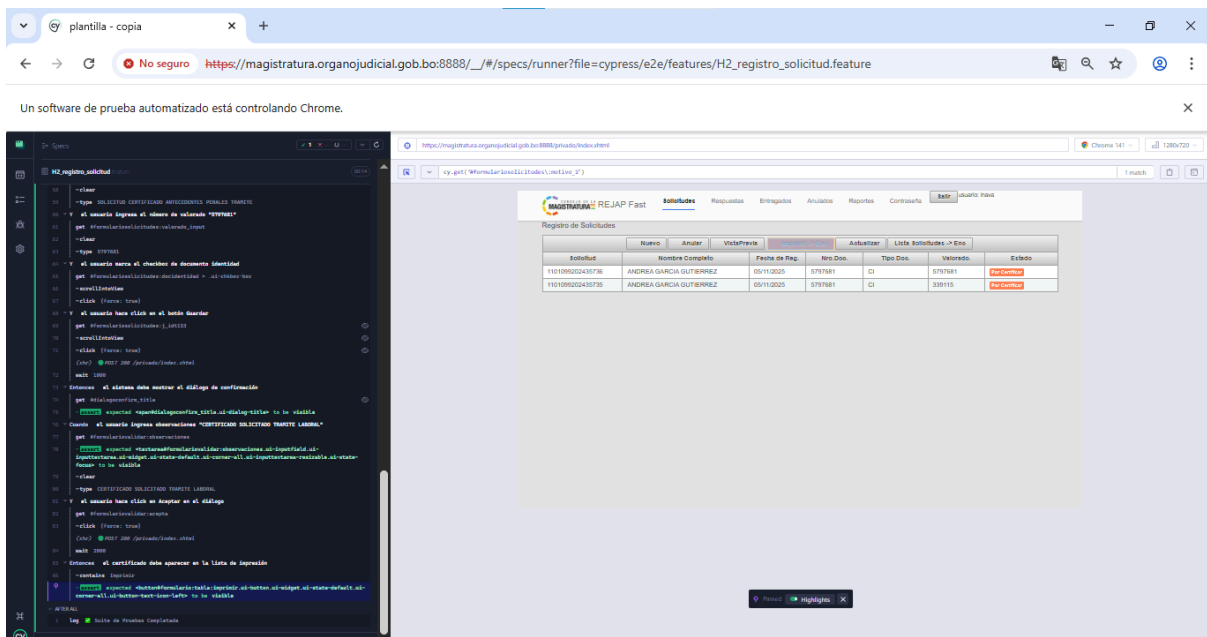 plantilla - copia
No seguro https://magistratura.organojudicial.gob.bo:8888/__/#/specs/runner?file=cypress/e2e/features/H2_registro_solicitud.feature
Un software de prueba automatizado está controlando Chrome.
Specs
1
H2_registro_solicitud
-clear
-type SOLICITUD CERTIFICADO ANTECEDENTES PENALES TRAMITE
Y el usuario ingresa el número de valorado "5797681"
get #formulariosolicitudes:valorado_input
-clear
-type 5797681
Y el usuario marca el checkbox de documento identidad
get #formulariosolicitudes:docidentidad > .ui-chkbox-box
-scrollIntoView
-click {force: true}
Y el usuario hace click en el botón Guardar
get #formulariosolicitudes:j_idt133
-scrollIntoView
-click {force: true}
(xhr) POST 200 /privado/index.xhtml
wait 1000
Entonces el sistema debe mostrar el diálogo de confirmación
get #dialogoconfirm_title
-assert expected <span#dialogoconfirm_title.ui-dialog-title> to be visible
Cuando el usuario ingresa observaciones "CERTIFICADO SOLICITADO TRAMITE LABORAL"
get #formulariovalidar:observaciones
-assert expected <textarea#formulariovalidar:observaciones.ui-inputfield.ui-
inputtextarea.ui-widget.ui-state-default.ui-corner-all.ui-inputtextarea-resizable.ui-state-
focus> to be visible
-clear
-type CERTIFICADO SOLICITADO TRAMITE LABORAL
Y el usuario hace click en Aceptar en el diálogo
get #formulariovalidar:acepta
-click {force: true}
(xhr) POST 200 /privado/index.xhtml
wait 2000
Entonces el certificado debe aparecer en la lista de impresión
-contains Imprimir
-assert expected <button#formulario:tabla:imprimir.ui-button.ui-widget.ui-state-default.ui-
corner-all.ui-button-text-icon-left> to be visible
AFTER ALL
log Suite de Pruebas Completada
https://magistratura.organojudicial.gob.bo:8888/privado/index.xhtml
Chrome 141
1280x720
cy.get('#formulariosolicitudes\:motivo_1')
1 match
MAGISTRATURA REJAP Fast Solicitudes Respuestas Entregados Anulados Reportes Contraseña Salir
Registro de Solicitudes
Nuevo Anular VistaPrevia Actualizar Lista Solicitudes -> Eno
Solicitud Nombre Completo Fecha de Reg. Nro.Doc. Tipo Doc. Valorado. Estado
1101099202435736 ANDREA GARCIA GUTIERREZ 05/11/2025 5797681 CI 5797681 Por Certificar
1101099202435735 ANDREA GARCIA GUTIERREZ 05/11/2025 5797681 CI 339115 Por Certificar
Passed Highlights